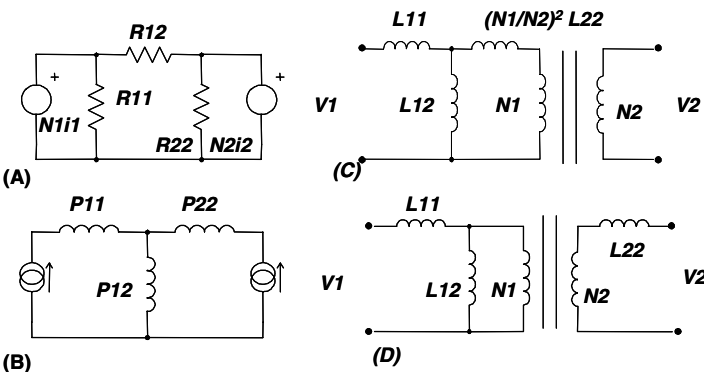 R12
+
+
R11
N1i1
R22
N2i2
(A)
L11
(N1/N2)² L22
V1
L12
N1
N2
V2
(C)
P11
P22
P12
(B)
L11
L22
V1
L12
N1
N2
V2
(D)